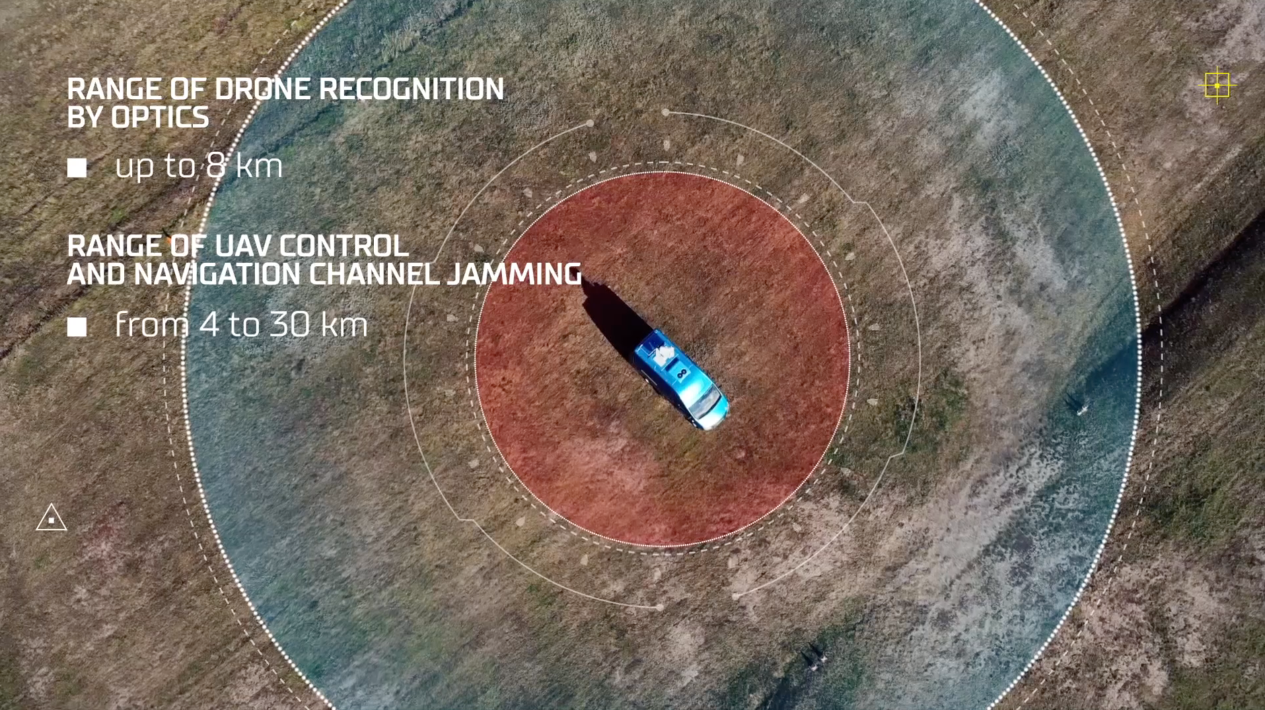 RANGE OF DRONE RECOGNITION
BY OPTICS
up to 8 km
RANGE OF UAV CONTROL
AND NAVIGATION CHANNEL JAMMING
from 4 to 30 km